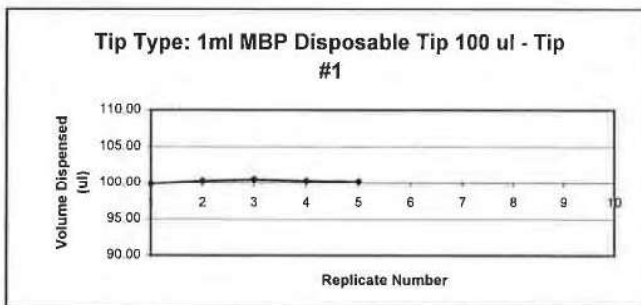 Tip Type: 1ml MBP Disposable Tip 100 ul - Tip
#1
110.00
105.00
100.00
95.00
90.00
Volume Dispensed
(ul)
2 3 4 5 6 7 8 9 10
Replicate Number